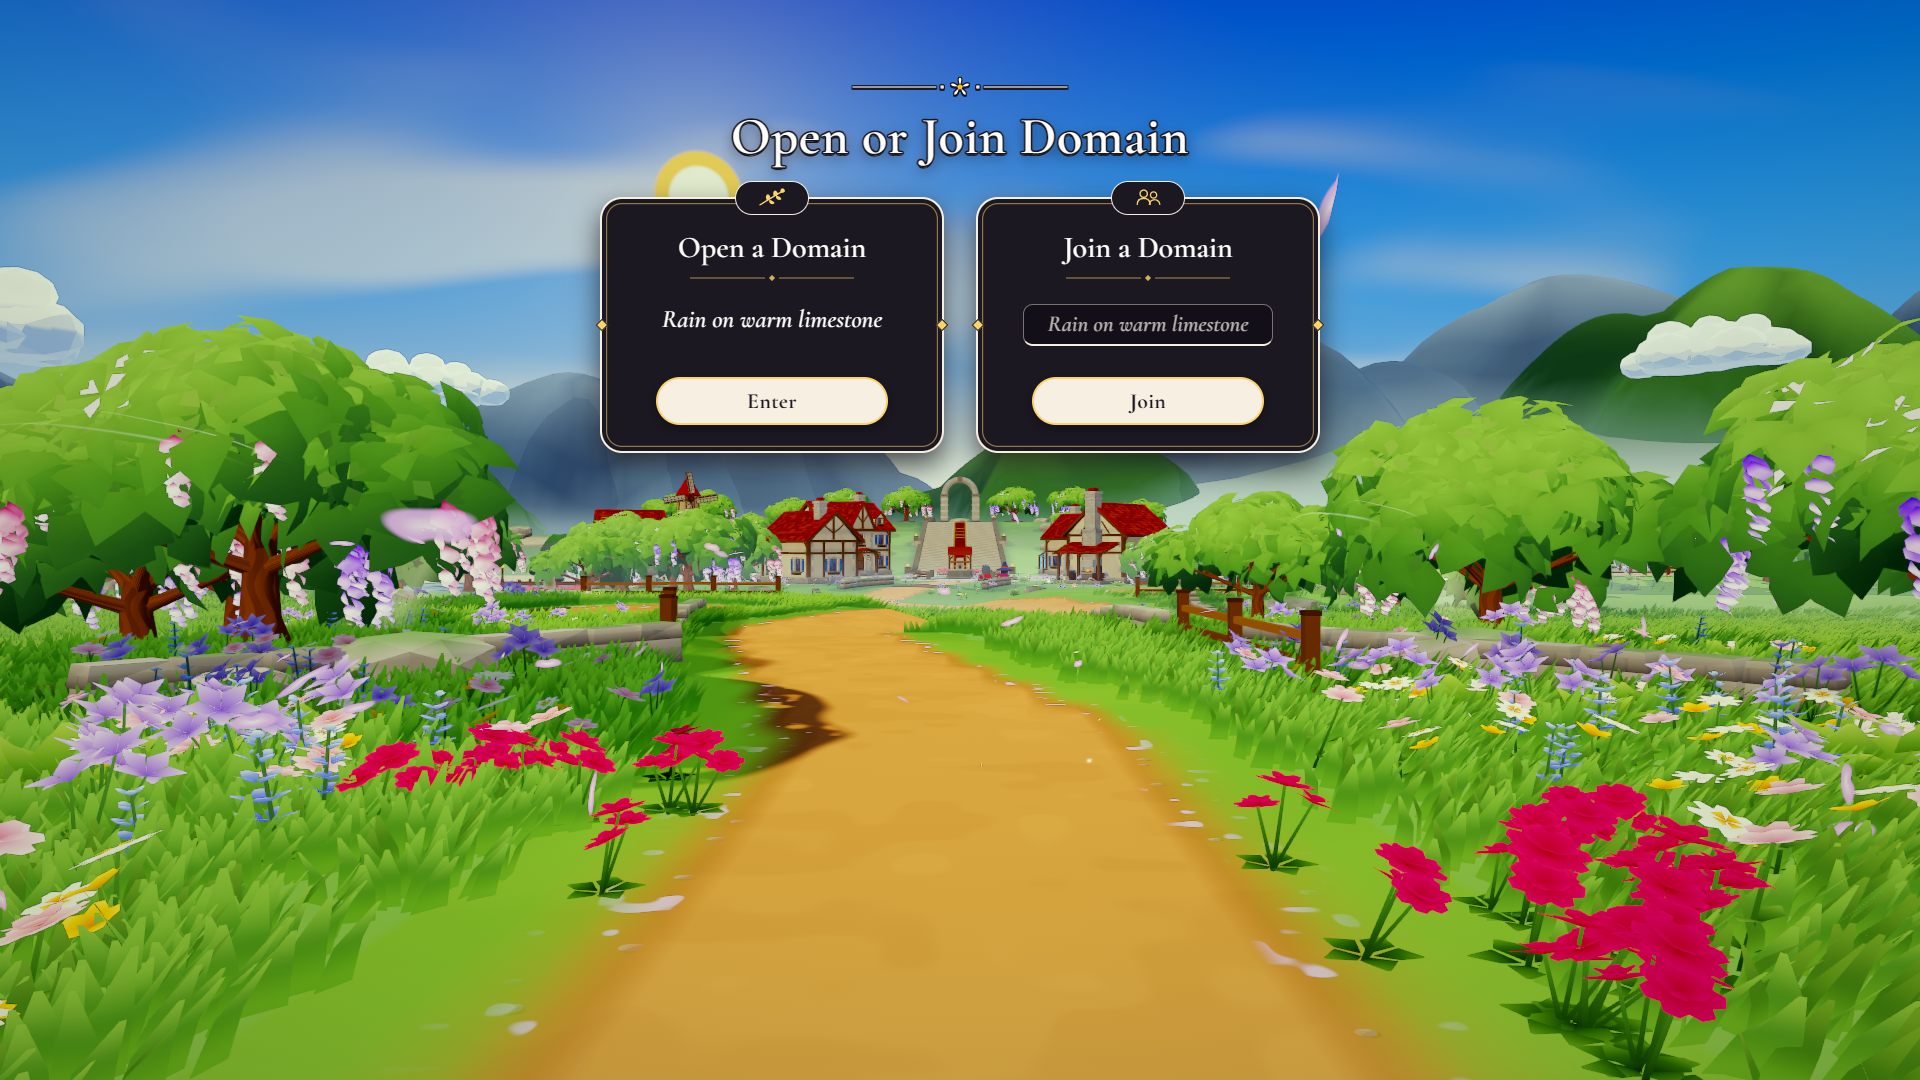 Open or Join Domain
Open a Domain
Rain on warm limestone
Enter
Join a Domain
Rain on warm limestone
Join